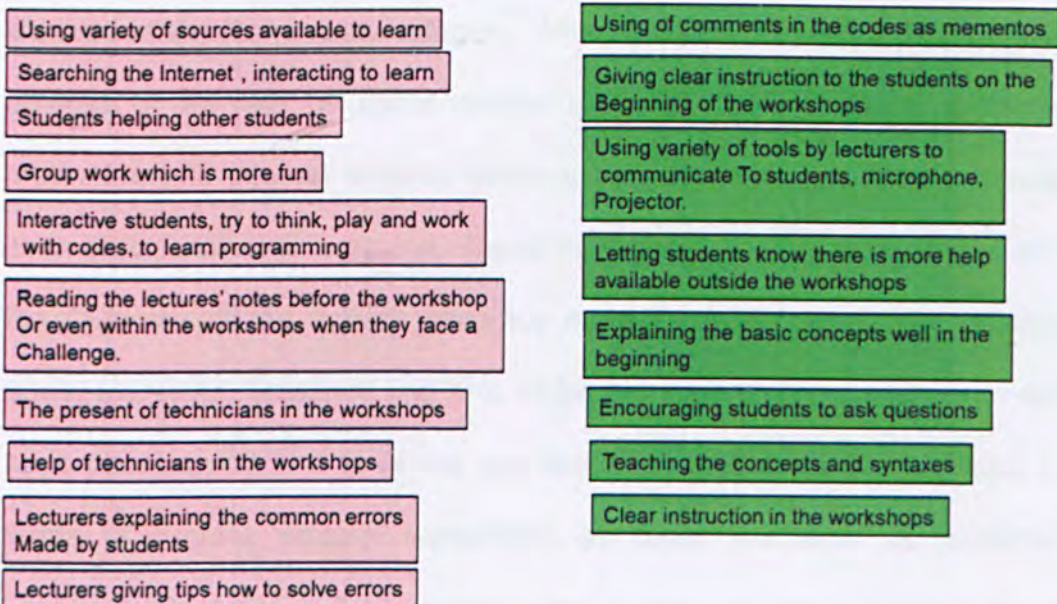 Using variety of sources available to learn
Searching the Internet , interacting to learn
Students helping other students
Group work which is more fun
Interactive students, try to think, play and work
with codes, to learn programming
Reading the lectures' notes before the workshop
Or even within the workshops when they face a
Challenge.
The present of technicians in the workshops
Help of technicians in the workshops
Lecturers explaining the common errors
Made by students
Lecturers giving tips how to solve errors
Using of comments in the codes as mementos
Giving clear instruction to the students on the
Beginning of the workshops
Using variety of tools by lecturers to
communicate To students, microphone,
Projector.
Letting students know there is more help
available outside the workshops
Explaining the basic concepts well in the
beginning
Encouraging students to ask questions
Teaching the concepts and syntaxes
Clear instruction in the workshops